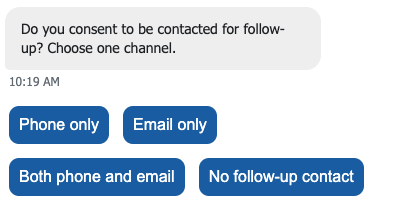 Do you consent to be contacted for follow-
up? Choose one channel.
10:19 AM
Phone only
Email only
Both phone and email
No follow-up contact